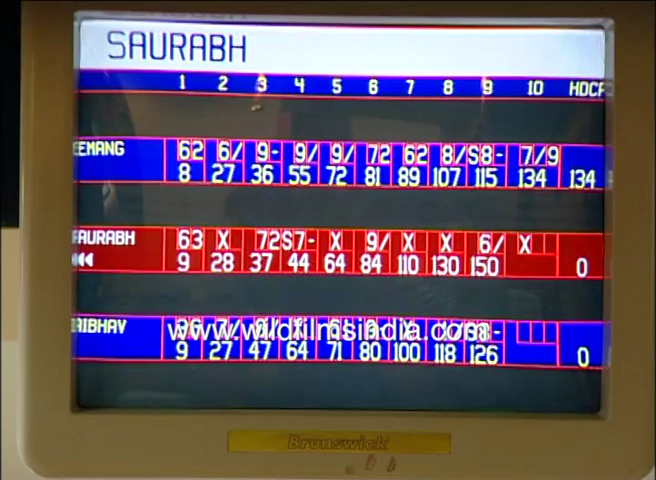 SAURABH
1 2 3 4 5 6 7 8 9 10 HDCP
EEMANG 62 6/ 9- 9/ 9/ 72 62 8/ S8- 7/9
8 27 36 55 72 81 89 107 115 134 134
SAURABH 63 X 72 S7- X 9/ X X 6/ X
9 28 37 44 64 84 110 130 150 0
AIBHAV
www.wildfilmsindia.com
9 27 47 64 71 80 100 118 126 0
Brunswick